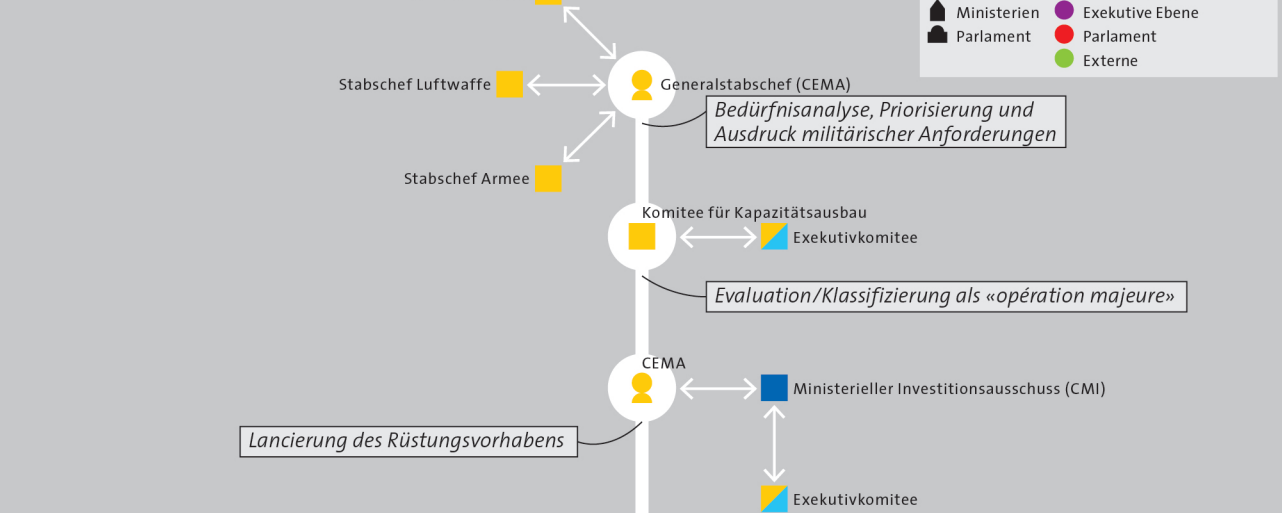 Ministerien
Exekutive Ebene
Parlament
Parlament
Externe
Stabschef Luftwaffe
Generalstabschef (CEMA)
Bedürfnisanalyse, Priorisierung und
Ausdruck militärischer Anforderungen
Stabschef Armee
Komitee für Kapazitätsausbau
Exekutivkomitee
Evaluation/Klassifizierung als «opération majeure»
CEMA
Ministerieller Investitionsausschuss (CMI)
Lancierung des Rüstungsvorhabens
Exekutivkomitee